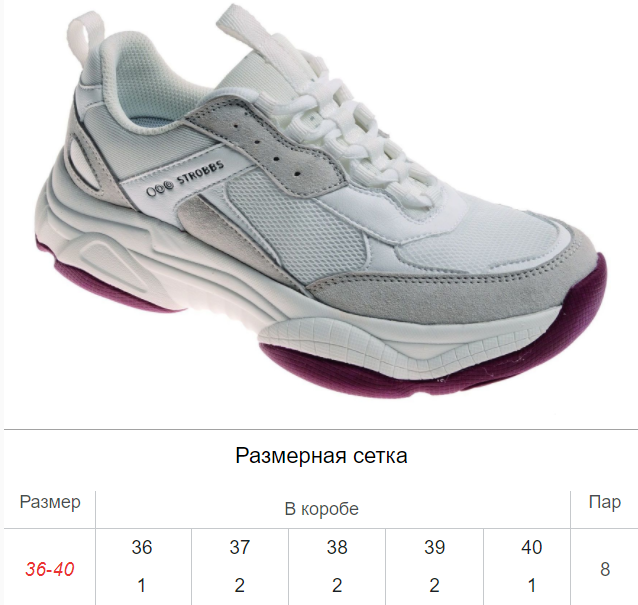 STROBBS
Размерная сетка
Размер В коробе Пар
36 37 38 39 40
36-40 8
1 2 2 2 1